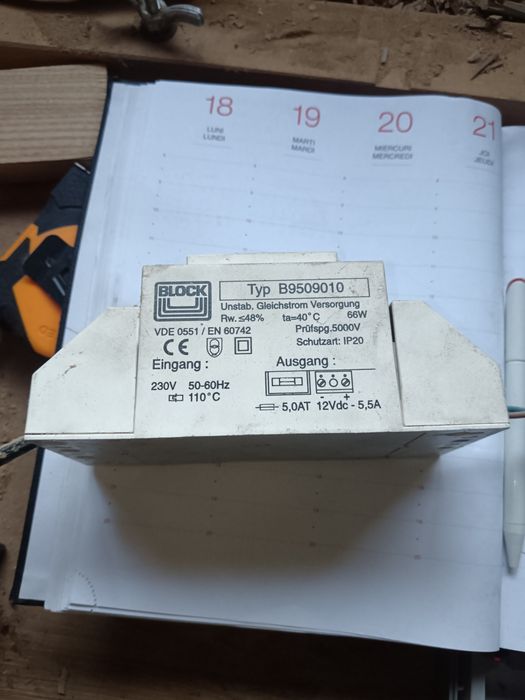 18
LUNI
LUNDI
19
MARȚI
MARDI
20
MIERCURI
MERCREDI
21
JOI
JEUDI
BLOCK
Typ B9509010
Unstab. Gleichstrom Versorgung
Rw. ≤48% ta=40°C 66W
VDE 0551 / EN 60742 Prüfspg.5000V
CE Schutzart: IP20
Eingang : Ausgang :
230V 50-60Hz
110°C
- +
5,0AT 12Vdc - 5,5A